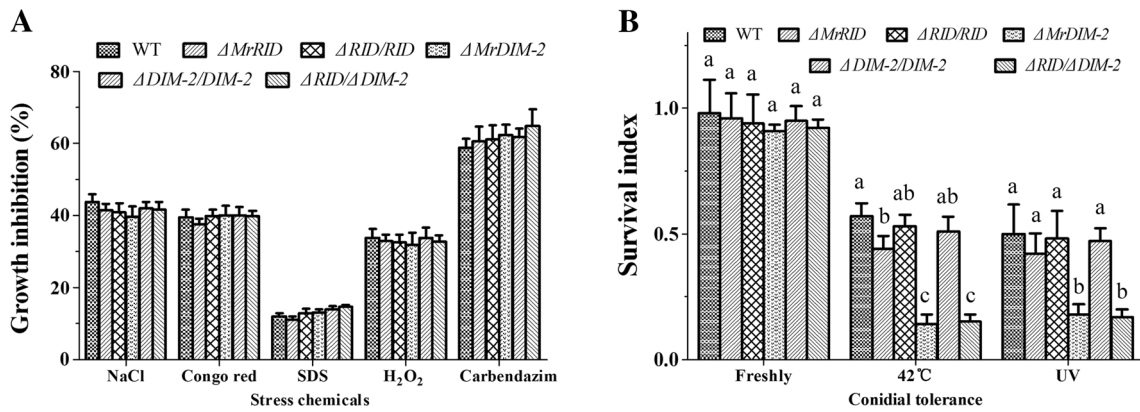 A
WT ΔMrRID ΔRID/RID ΔMrDIM-2
ΔDIM-2/DIM-2 ΔRID/ΔDIM-2
Growth inhibition (%)
80
60
40
20
0
NaCl Congo red SDS H₂O₂ Carbendazim
Stress chemicals
B
WT ΔMrRID ΔRID/RID ΔMrDIM-2
ΔDIM-2/DIM-2 ΔRID/ΔDIM-2
Survival index
1.0
0.5
0.0
a a a a a a
a b ab c ab c
a a a b a b
Freshly 42℃ UV
Conidial tolerance